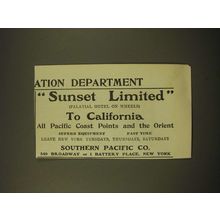 ATION DEPARTMENT
"Sunset Limited"
(PALATIAL HOTEL ON WHEELS)
To California
All Pacific Coast Points and the Orient
SUPERB EQUIPMENT FAST TIME
LEAVE NEW YORK TUESDAYS, THURSDAYS, SATURDAYS
SOUTHERN PACIFIC CO.
349 BROADWAY or 1 BATTERY PLACE, NEW YORK